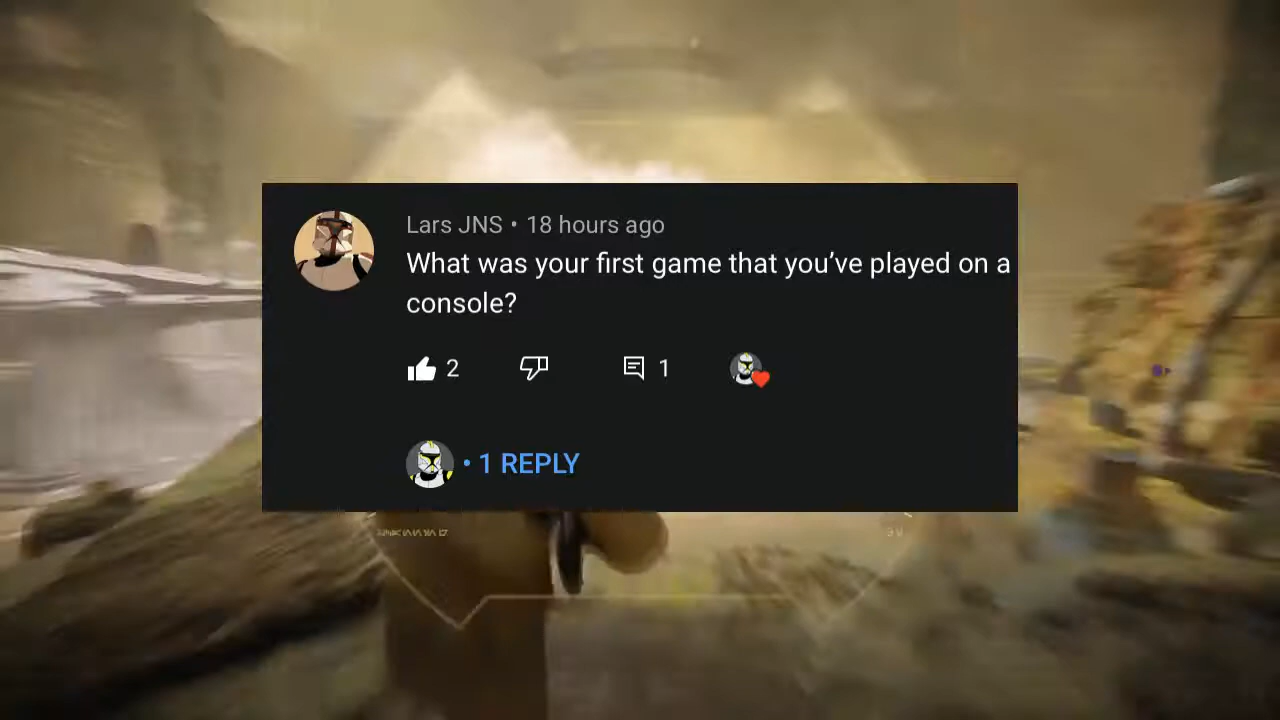 Lars JNS • 18 hours ago
What was your first game that you’ve played on a
console?
2
1
• 1 REPLY